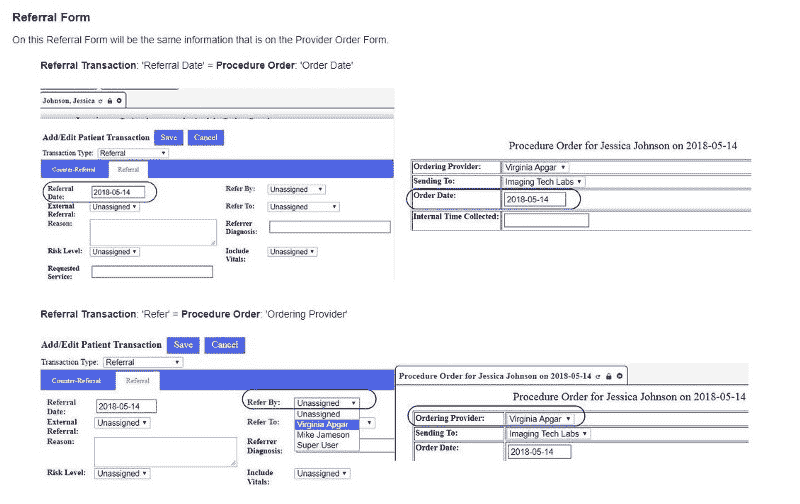 Referral Form
On this Referral Form will be the same information that is on the Provider Order Form.
Referral Transaction: 'Referral Date' = Procedure Order: 'Order Date'
Johnson, Jessica
Add/Edit Patient Transaction Save Cancel
Transaction Type: Referral
Counter-Referral Referral
Referral Date: 2018-05-14 Refer By: Unassigned
External Referral: Unassigned Refer To: Unassigned
Reason: Referrer Diagnosis:
Risk Level: Unassigned Include Vitals: Unassigned
Requested Service:
Procedure Order for Jessica Johnson on 2018-05-14
Ordering Provider: Virginia Apgar
Sending To: Imaging Tech Labs
Order Date: 2018-05-14
Internal Time Collected:
Referral Transaction: 'Refer' = Procedure Order: 'Ordering Provider'
Add/Edit Patient Transaction Save Cancel
Transaction Type: Referral
Counter-Referral Referral
Referral Date: 2018-05-14 Refer By: Unassigned
Unassigned
Virginia Apgar
Mike Jameson
Super User
External Referral: Unassigned Refer To:
Reason: Referrer Diagnosis:
Risk Level: Unassigned Include Vitals: Unassigned
Procedure Order for Jessica Johnson on 2018-05-14
Procedure Order for Jessica Johnson on 2018-05-14
Ordering Provider: Virginia Apgar
Sending To: Imaging Tech Labs
Order Date: 2018-05-14